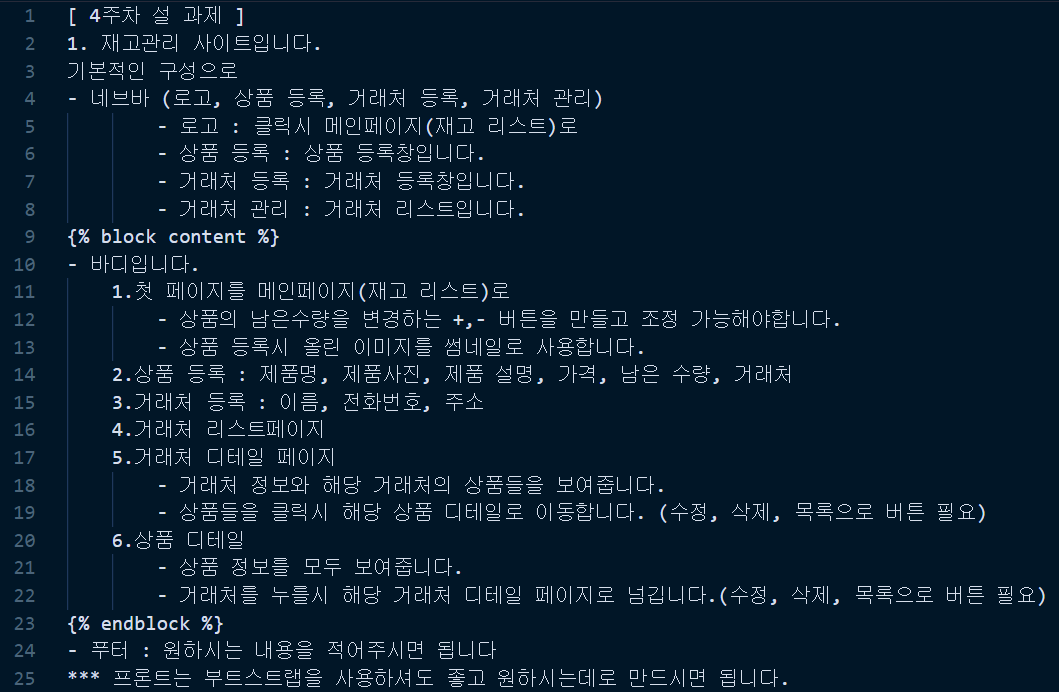 1 [ 4주차 설 과제 ]
2 1. 재고관리 사이트입니다.
3 기본적인 구성으로
4 - 네브바 (로고, 상품 등록, 거래처 등록, 거래처 관리)
5 - 로고 : 클릭시 메인페이지(재고 리스트)로
6 - 상품 등록 : 상품 등록창입니다.
7 - 거래처 등록 : 거래처 등록창입니다.
8 - 거래처 관리 : 거래처 리스트입니다.
9 {% block content %}
10 - 바디입니다.
11 1.첫 페이지를 메인페이지(재고 리스트)로
12 - 상품의 남은수량을 변경하는 +,- 버튼을 만들고 조정 가능해야합니다.
13 - 상품 등록시 올린 이미지를 썸네일로 사용합니다.
14 2.상품 등록 : 제품명, 제품사진, 제품 설명, 가격, 남은 수량, 거래처
15 3.거래처 등록 : 이름, 전화번호, 주소
16 4.거래처 리스트페이지
17 5.거래처 디테일 페이지
18 - 거래처 정보와 해당 거래처의 상품들을 보여줍니다.
19 - 상품들을 클릭시 해당 상품 디테일로 이동합니다. (수정, 삭제, 목록으로 버튼 필요)
20 6.상품 디테일
21 - 상품 정보를 모두 보여줍니다.
22 - 거래처를 누를시 해당 거래처 디테일 페이지로 넘깁니다.(수정, 삭제, 목록으로 버튼 필요)
23 {% endblock %}
24 - 푸터 : 원하시는 내용을 적어주시면 됩니다
25 *** 프론트는 부트스트랩을 사용하셔도 좋고 원하시는데로 만드시면 됩니다.